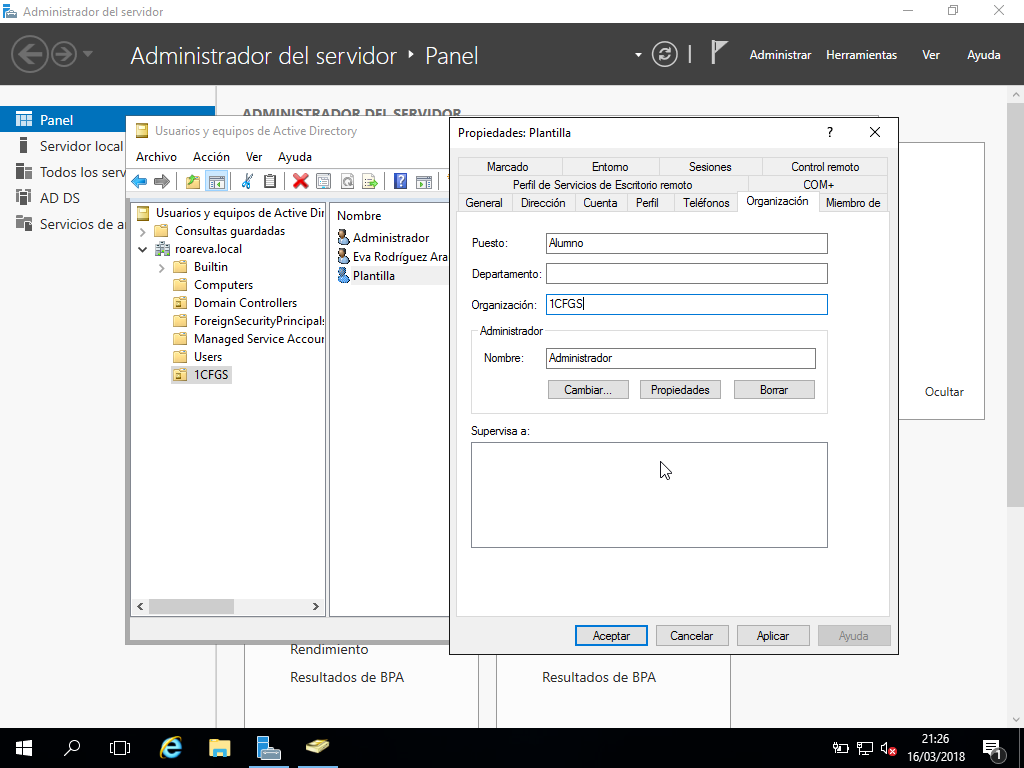 Administrador del servidor
Administrador del servidor
Panel
Administrar
Herramientas
Ver
Ayuda
Panel
Servidor local
Todos los serv
AD DS
Servicios de a
ADMINISTRADOR DEL SERVIDOR
Usuarios y equipos de Active Directory
Archivo
Acción
Ver
Ayuda
Usuarios y equipos de Active Dir
Consultas guardadas
roareva.local
Builtin
Computers
Domain Controllers
ForeignSecurityPrincipals
Managed Service Accour
Users
1CFGS
Nombre
Administrador
Eva Rodríguez Ara
Plantilla
Propiedades: Plantilla
?
Marcado
Entorno
Sesiones
Control remoto
Perfil de Servicios de Escritorio remoto
COM+
General
Dirección
Cuenta
Perfil
Teléfonos
Organización
Miembro de
Puesto:
Alumno
Departamento:
Organización:
1CFGS
Administrador
Nombre:
Administrador
Cambiar...
Propiedades
Borrar
Supervisa a:
Aceptar
Cancelar
Aplicar
Ayuda
Ocultar
Rendimiento
Resultados de BPA
Resultados de BPA
21:26
16/03/2018
1